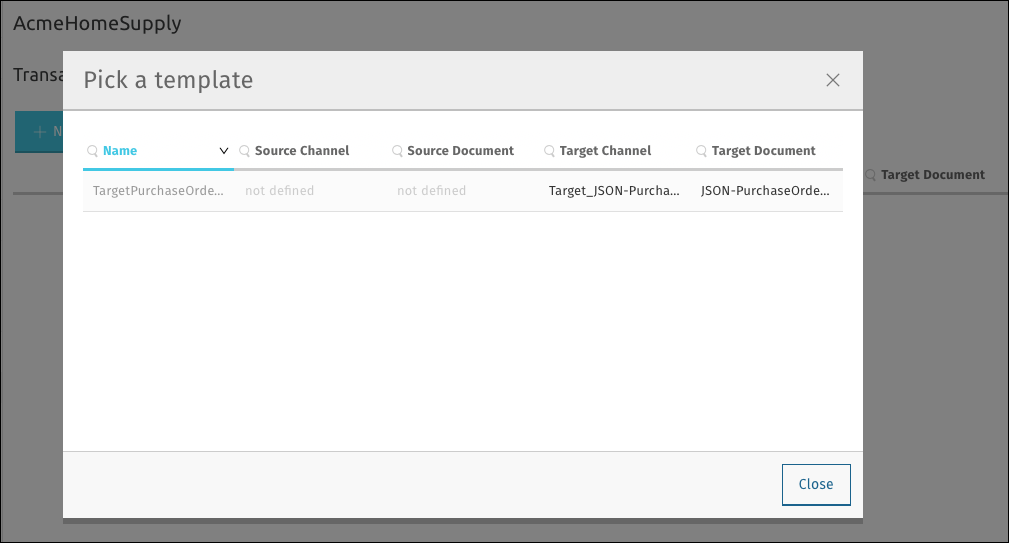 AcmeHomeSupply
Transa
Pick a template
N
Name Source Channel Source Document Target Channel Target Document
Target Document
TargetPurchaseOrde... not defined not defined Target_JSON-Purcha... JSON-PurchaseOrde...
Close